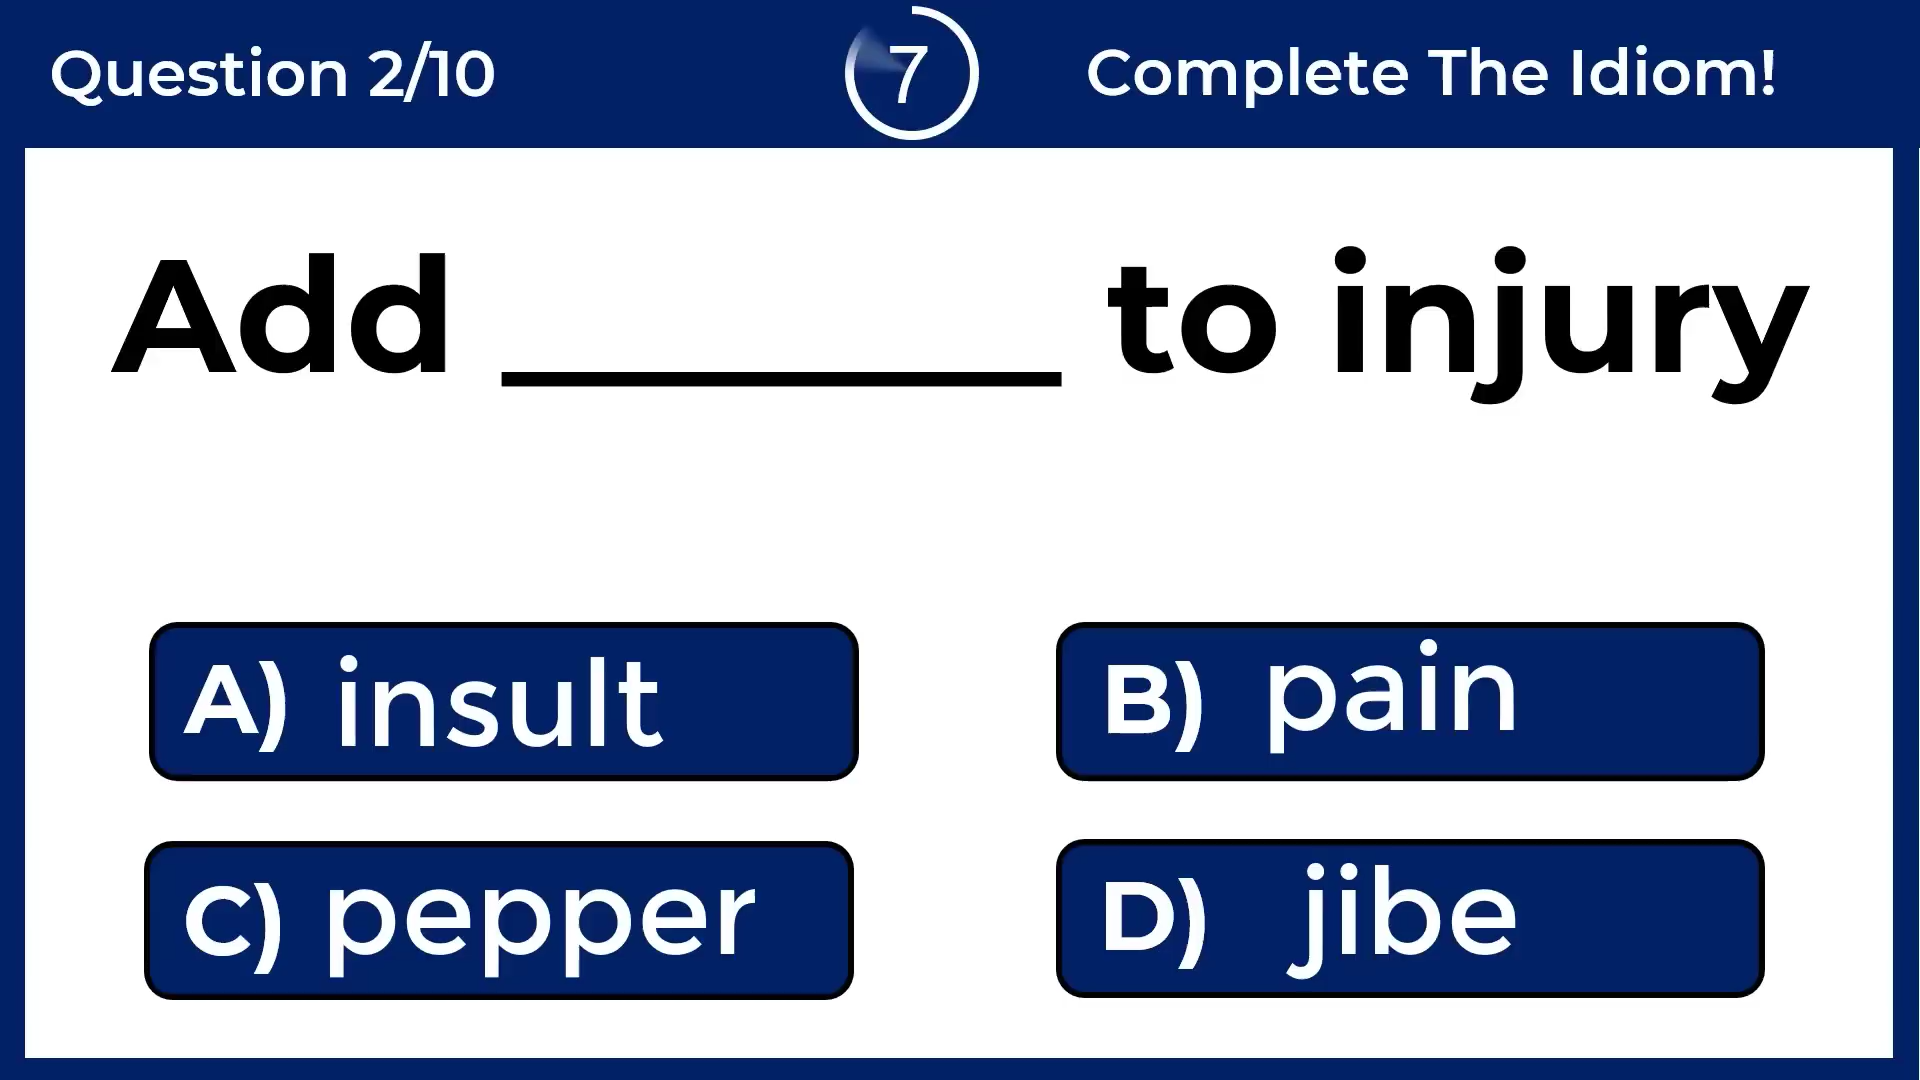 Question 2/10
7
Complete The Idiom!
Add ________ to injury
A) insult
B) pain
C) pepper
D) jibe